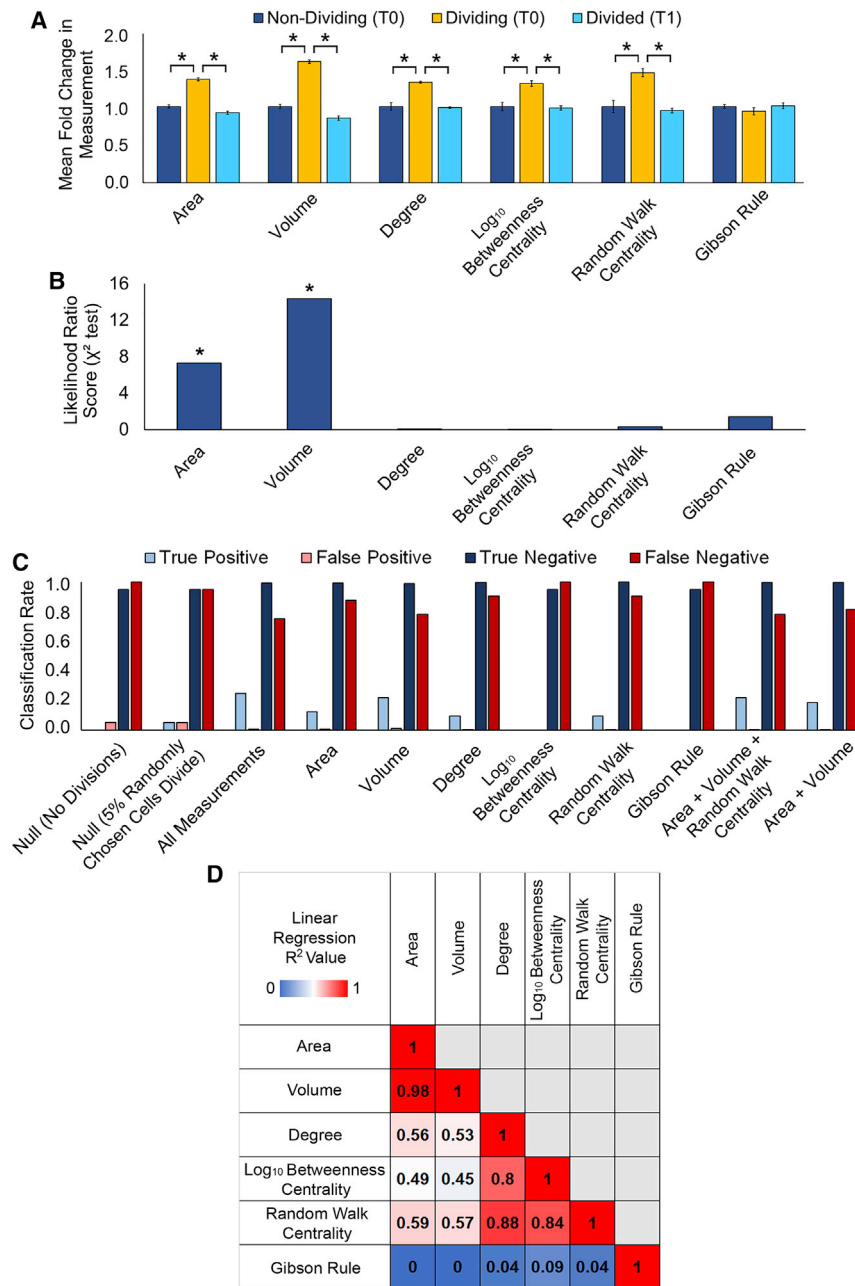 A
Non-Dividing (T0) Dividing (T0) Divided (T1)
Mean Fold Change in
Measurement
2.0
1.5
1.0
0.5
0.0
* * * * * * * * * *
Area
Volume
Degree
Log₁₀
Betweenness
Centrality
Random Walk
Centrality
Gibson Rule
B
Likelihood Ratio
Score (χ² test)
16
12
8
4
0
*
*
Area
Volume
Degree
Log₁₀
Betweenness
Centrality
Random Walk
Centrality
Gibson Rule
C
True Positive False Positive True Negative False Negative
Classification Rate
1.0
0.8
0.6
0.4
0.2
0.0
Null (No Divisions)
Null (5% Randomly
Chosen Cells Divide)
All Measurements
Area
Volume
Degree
Log₁₀
Betweenness
Centrality
Random Walk
Centrality
Gibson Rule
Area + Volume +
Random Walk
Centrality
Area + Volume
D
Linear
Regression
R² Value
0 1
Area
Volume
Degree
Log₁₀ Betweenness
Centrality
Random Walk
Centrality
Gibson Rule
Area 1
Volume 0.98 1
Degree 0.56 0.53 1
Log₁₀ Betweenness
Centrality
0.49 0.45 0.8 1
Random Walk
Centrality
0.59 0.57 0.88 0.84 1
Gibson Rule 0 0 0.04 0.09 0.04 1